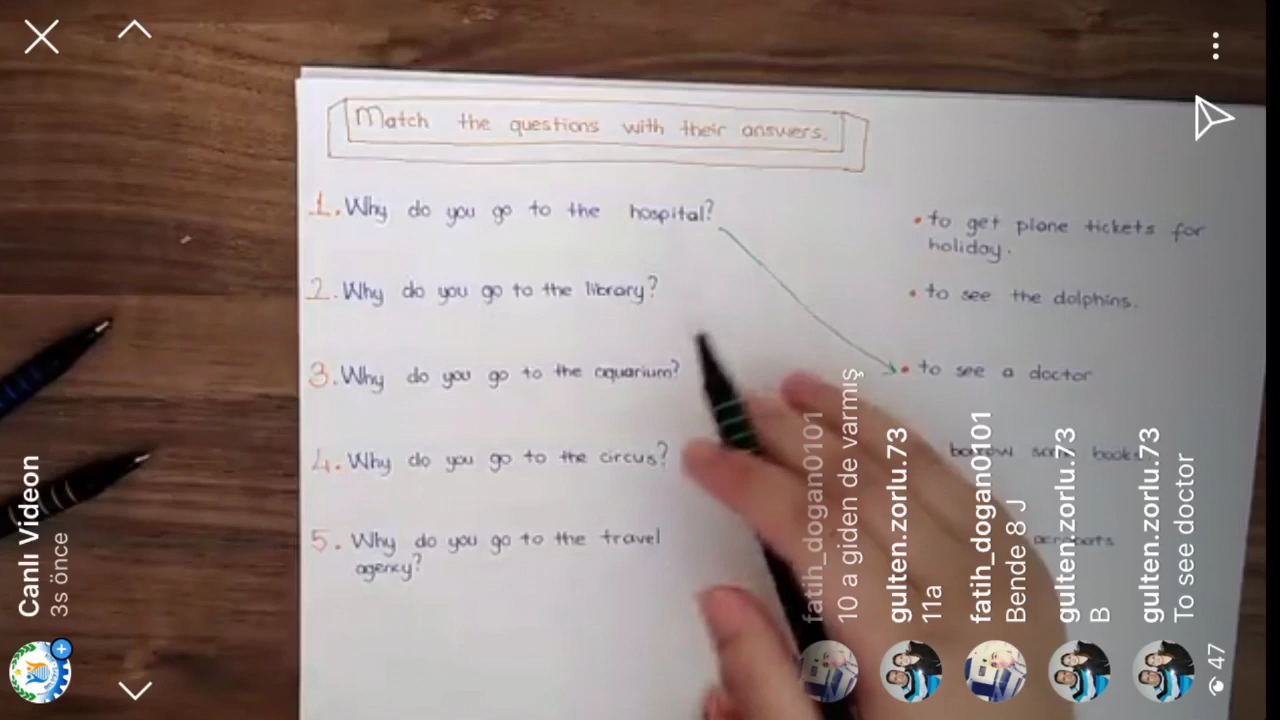 Match the questions with their answers.
1. Why do you go to the hospital?
2. Why do you go to the library?
3. Why do you go to the aquarium?
4. Why do you go to the circus?
5. Why do you go to the travel
agency?
• to get plane tickets for
holiday.
• to see the dolphins.
• to see a doctor
borrow some books
acrobats
Canlı Videon
3s önce
fatih_dogan0101
10 a giden de varmış
gulten.zorlu.73
11a
fatih_dogan0101
Bende 8 J
gulten.zorlu.73
B
gulten.zorlu.73
To see doctor
47